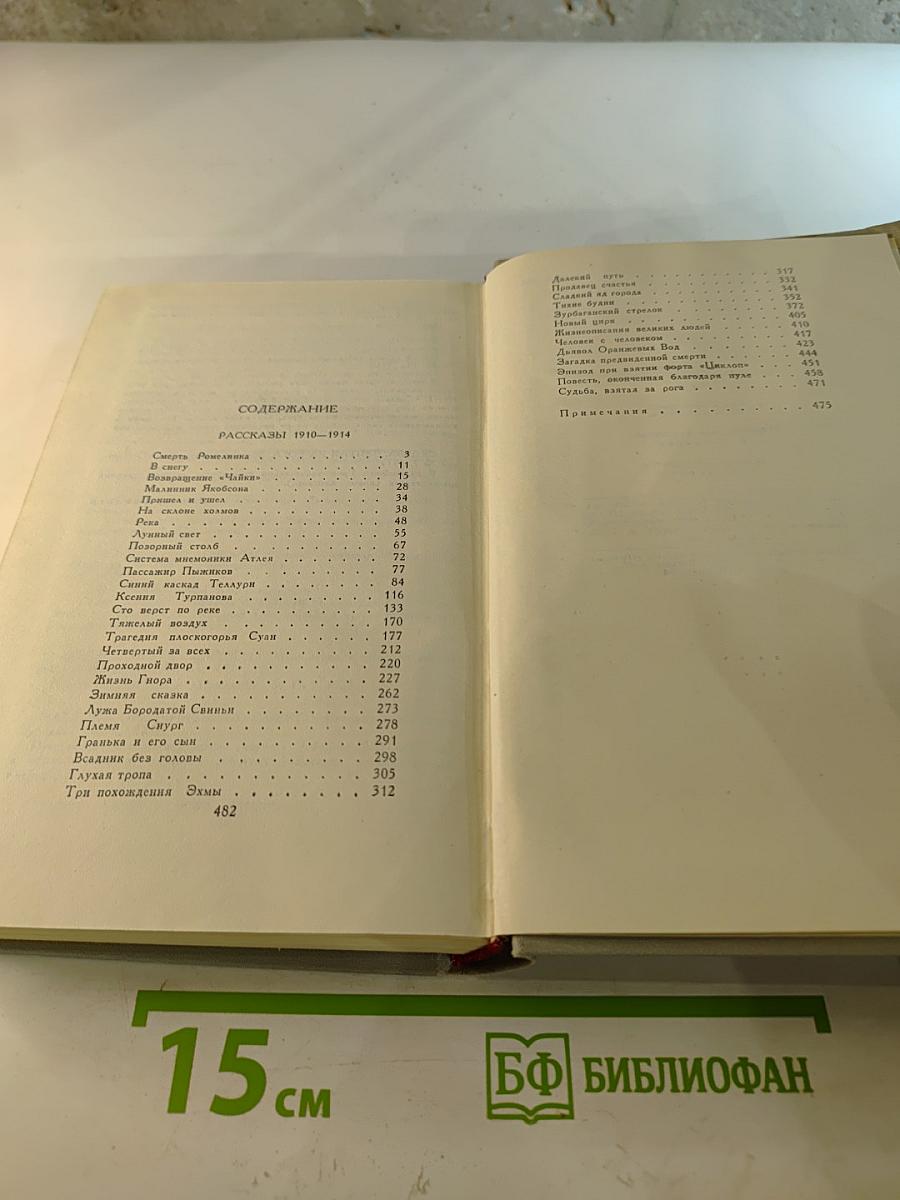 СОДЕРЖАНИЕ
РАССКАЗЫ 1910—1914
Смерть Ромелинка . . . . . . . . . . 3
В снегу . . . . . . . . . . . . . . 11
Возвращение «Чайки» . . . . . . . . 15
Малинник Якобсона . . . . . . . . . 28
Пришел и ушел . . . . . . . . . . . 34
На склоне холмов . . . . . . . . . . 38
Река . . . . . . . . . . . . . . . 48
Лунный свет . . . . . . . . . . . . 55
Позорный столб . . . . . . . . . . 67
Система мнемоники Атлея . . . . . . . 72
Пассажир Пыжиков . . . . . . . . . 77
Синий каскад Теллури . . . . . . . . 84
Ксения Турпанова . . . . . . . . . 116
Сто верст по реке . . . . . . . . . 133
Тяжелый воздух . . . . . . . . . . 170
Трагедия плоскогорья Суан . . . . . . 177
Четвертый за всех . . . . . . . . . . 212
Проходной двор . . . . . . . . . . . 220
Жизнь Гнора . . . . . . . . . . . . 227
Зимняя сказка . . . . . . . . . . . 262
Лужа Бородатой Свиньи . . . . . . . . 273
Племя Сиург . . . . . . . . . . . . 278
Гранька и его сын . . . . . . . . . . 291
Всадник без головы . . . . . . . . . 298
Глухая тропа . . . . . . . . . . . . 305
Три похождения Эхмы . . . . . . . . 312
482
Далекий путь . . . . . . . . . . . 317
Продавец счастья . . . . . . . . . . 332
Сладкий яд города . . . . . . . . . 341
Тихие будни . . . . . . . . . . . . 352
Зурбаганский стрелок . . . . . . . . 372
Новый цирк . . . . . . . . . . . . 405
Жизнеописания великих людей . . . . . 410
Человек с человеком . . . . . . . . . 417
Дьявол Оранжевых Вод . . . . . . . . 423
Загадка предвиденной смерти . . . . . . 444
Эпизод при взятии форта «Циклоп» . . . 451
Повесть, оконченная благодаря пуле . . . 458
Судьба, взятая за рога . . . . . . . . 471
Примечания . . . . . . . . . . . 475
15 см
БФ БИБЛИОФАН